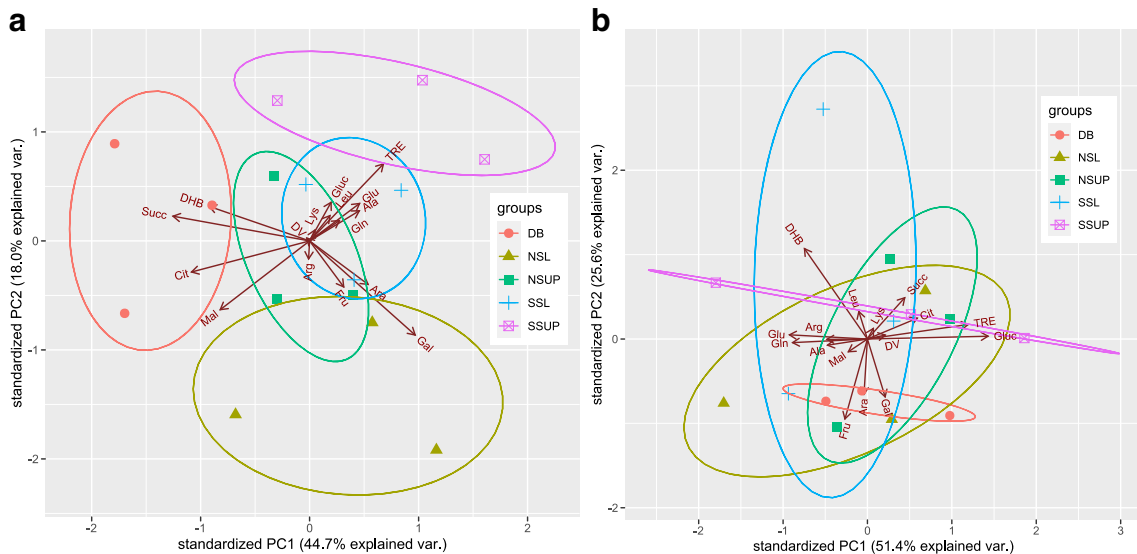 a
standardized PC2 (18.0% explained var.)
1
0
-1
-2
-2
-1
0
1
2
standardized PC1 (44.7% explained var.)
DHB
Succ
Cit
Mal
DV
Lys
Gluc
Leu
TRE
Glu
Ala
Gln
Arg
Fru
Ara
Gal
groups
DB
NSL
NSUP
SSL
SSUP
b
standardized PC2 (25.6% explained var.)
2
0
-2
-2
-1
0
1
2
3
standardized PC1 (51.4% explained var.)
DHB
Leu
Lys
Succ
Cit
TRE
Gluc
Glu
Gln
Arg
Ala
Mal
DV
Fru
Ara
Gal
groups
DB
NSL
NSUP
SSL
SSUP